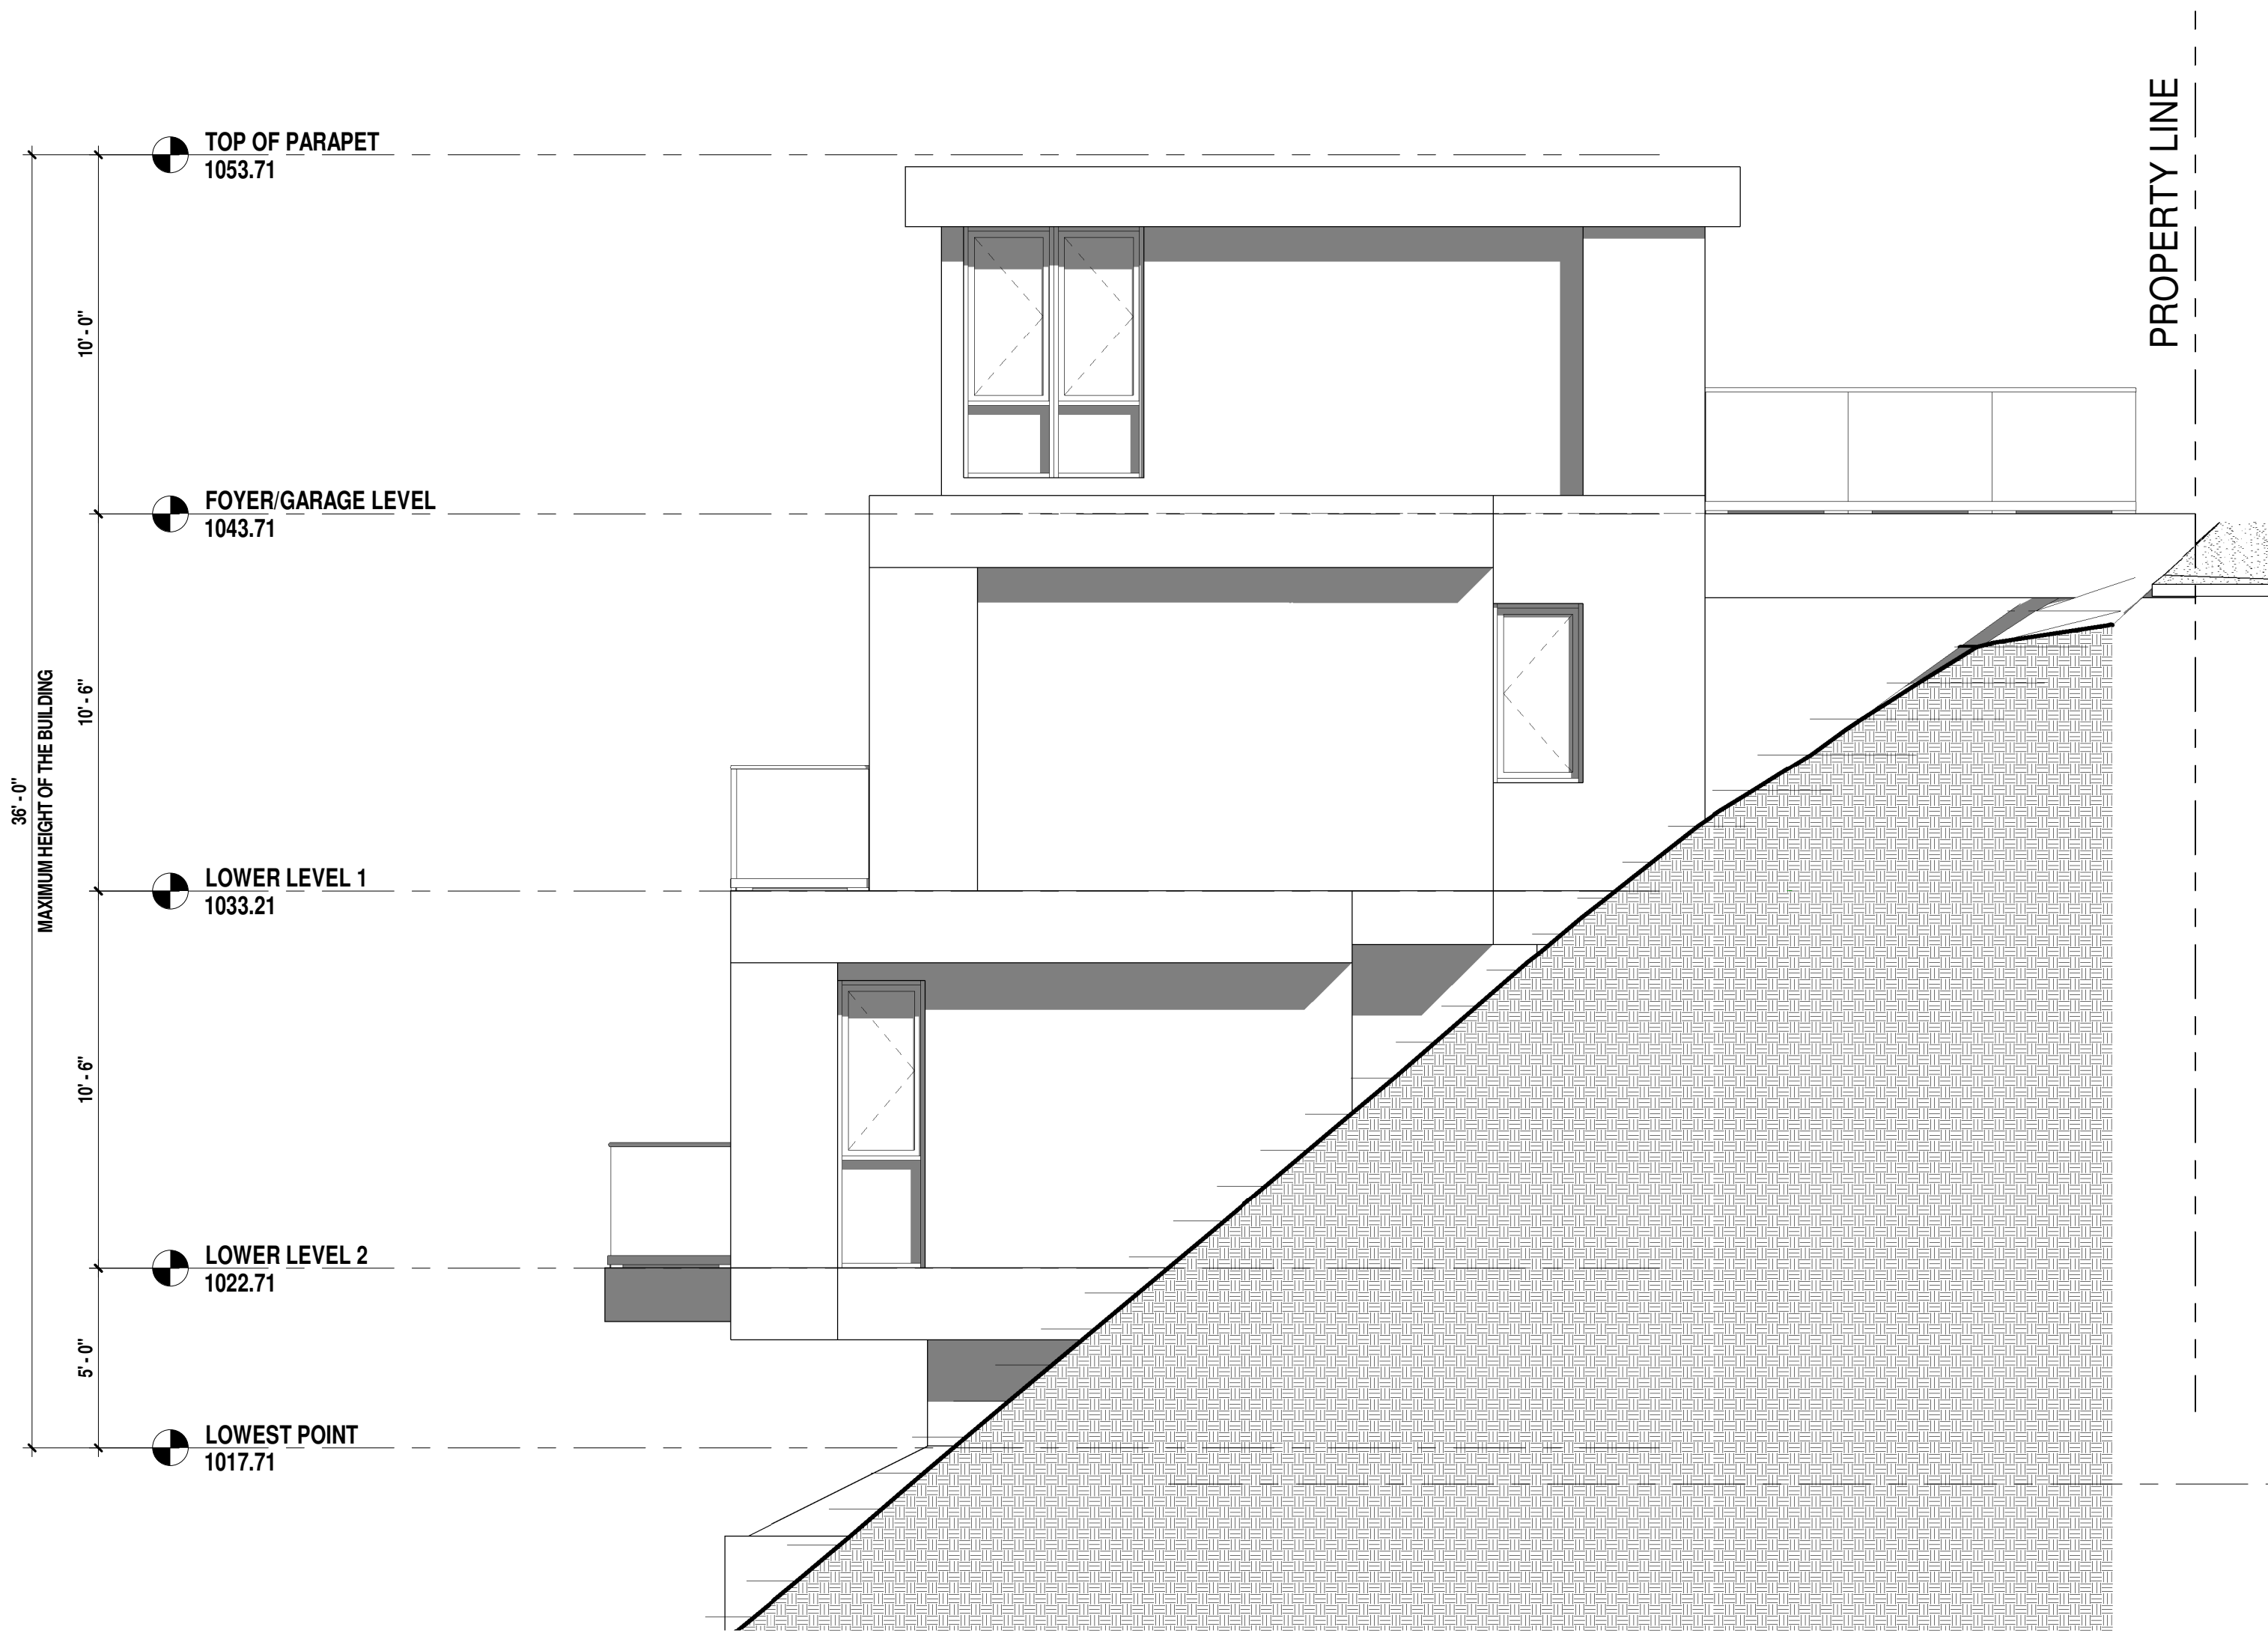 PROPERTY LINE
TOP OF PARAPET
1053.71
10' - 0"
FOYER/GARAGE LEVEL
1043.71
10' - 6"
36' - 0"
MAXIMUM HEIGHT OF THE BUILDING
LOWER LEVEL 1
1033.21
10' - 6"
LOWER LEVEL 2
1022.71
5' - 0"
LOWEST POINT
1017.71